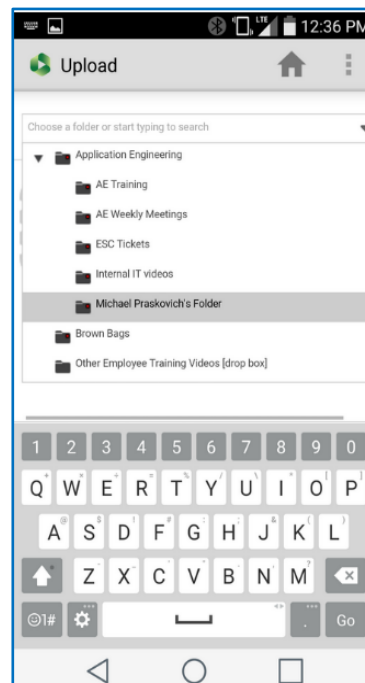 LTE 12:36 PM
Upload
Choose a folder or start typing to search
Application Engineering
AE Training
AE Weekly Meetings
ESC Tickets
Internal IT videos
Michael Praskovich's Folder
Brown Bags
Other Employee Training Videos [drop box]
1 2 3 4 5 6 7 8 9 0
Q W E R T Y U I O P
A S D F G H J K L
Z X C V B N M
☺1# . Go